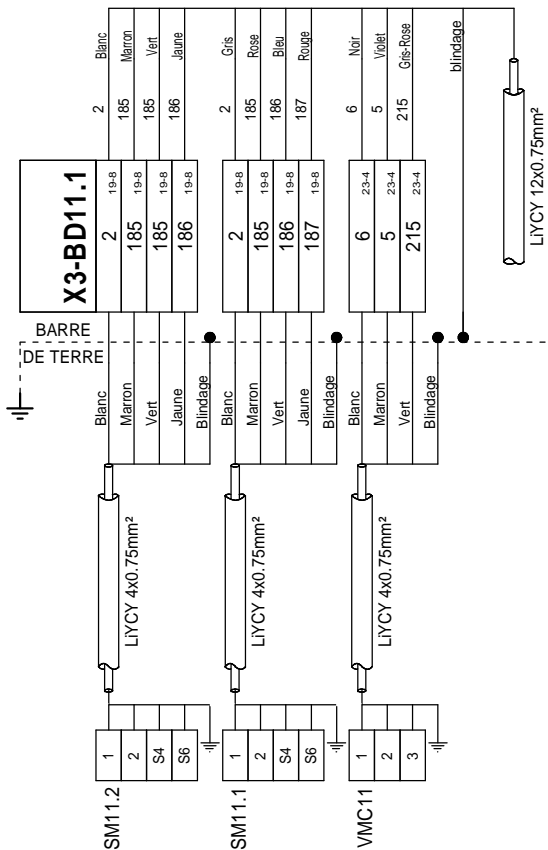 X3-BD11.1
BARRE
DE TERRE
2
Blanc
185
Marron
185
Vert
186
Jaune
2
Gris
185
Rose
186
Bleu
187
Rouge
6
Noir
5
Violet
215
Gris-Rose
blindage
2 19-8
185 19-8
185 19-8
186 19-8
2 19-8
185 19-8
186 19-8
187 19-8
6 23-4
5 23-4
215 23-4
LiYCY 12x0.75mm²
Blanc
Marron
Vert
Jaune
Blindage
Blanc
Marron
Vert
Jaune
Blindage
Blanc
Marron
Vert
Blindage
LiYCY 4x0.75mm²
LiYCY 4x0.75mm²
LiYCY 4x0.75mm²
SM11.2
1
2
S4
S6
SM11.1
1
2
S4
S6
VMC11
1
2
3